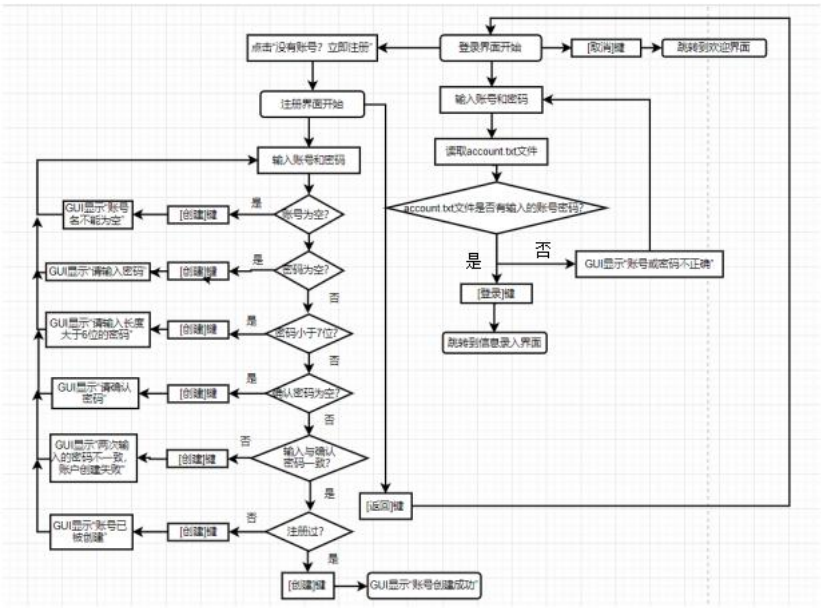 点击"没有账号？立即注册"
登录界面开始
[取消]键
跳转到欢迎界面
注册界面开始
输入账号和密码
输入账号和密码
读取account.txt文件
account.txt文件是否有输入的账号密码?
是
否
GUI显示"账号或密码不正确"
[登录]键
跳转到信息录入界面
账号为空?
是
[创建]键
GUI显示"账号
名不能为空"
密码为空?
是
[创建]键
GUI显示"请输入密码"
否
密码小于7位?
是
[创建]键
GUI显示"请输入长度
大于6位的密码"
否
确认密码为空?
是
[创建]键
GUI显示"请确认
密码"
否
输入与确认
密码一致?
否
[创建]键
GUI显示"两次输
入的密码不一致,
账户创建失败"
是
[返回]键
注册过?
否
[创建]键
GUI显示"账号已
被创建"
是
[创建]键
GUI显示"账号创建成功"